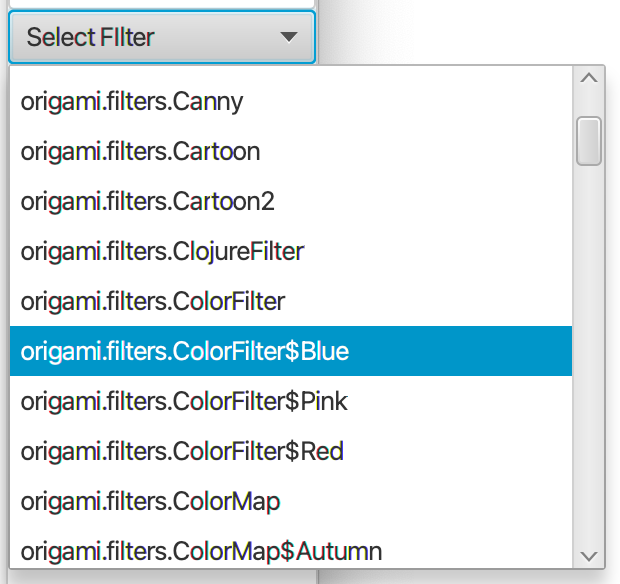 Select FIlter
origami.filters.Canny
origami.filters.Cartoon
origami.filters.Cartoon2
origami.filters.ClojureFilter
origami.filters.ColorFilter
origami.filters.ColorFilter$Blue
origami.filters.ColorFilter$Pink
origami.filters.ColorFilter$Red
origami.filters.ColorMap
origami.filters.ColorMap$Autumn